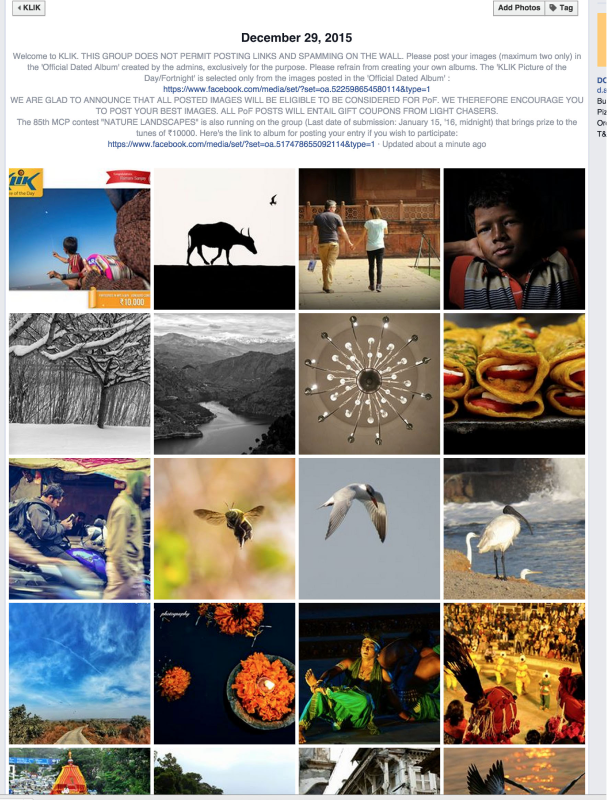 KLiK
Add Photos
Tag
December 29, 2015
Welcome to KLIK. THIS GROUP DOES NOT PERMIT POSTING LINKS AND SPAMMING ON THE WALL. Please post your images (maximum two only) in
the 'Official Dated Album' created by the admins, exclusively for the purpose. Please refrain from creating your own albums. The 'KLIK Picture of the
Day/Fortnight' is selected only from the images posted in the 'Official Dated Album' :
https://www.facebook.com/media/set/?set=oa.522598654580114&type=1
WE ARE GLAD TO ANNOUNCE THAT ALL POSTED IMAGES WILL BE ELIGIBLE TO BE CONSIDERED FOR PoF. WE THEREFORE ENCOURAGE YOU
TO POST YOUR BEST IMAGES. ALL PoF POSTS WILL ENTAIL GIFT COUPONS FROM LIGHT CHASERS.
The 85th MCP contest "NATURE LANDSCAPES" is also running on the group (Last date of submission: January 15, '16, midnight) that brings prize to the
tunes of ₹10000. Here's the link to album for posting your entry if you wish to participate:
https://www.facebook.com/media/set/?set=oa.517478655092114&type=1 · Updated about a minute ago
of the Day
₹10,000
photography